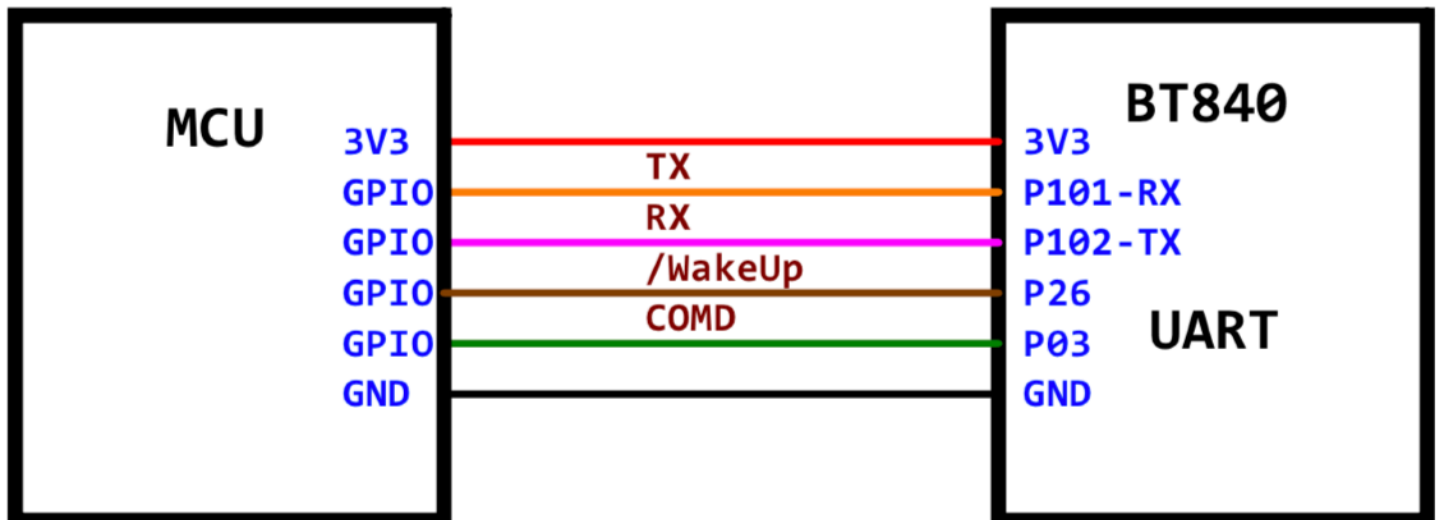 MCU
BT840
3V3 3V3
TX
GPIO P101-RX
RX
GPIO P102-TX
/WakeUp
GPIO P26
COMD
UART
GPIO P03
GND GND